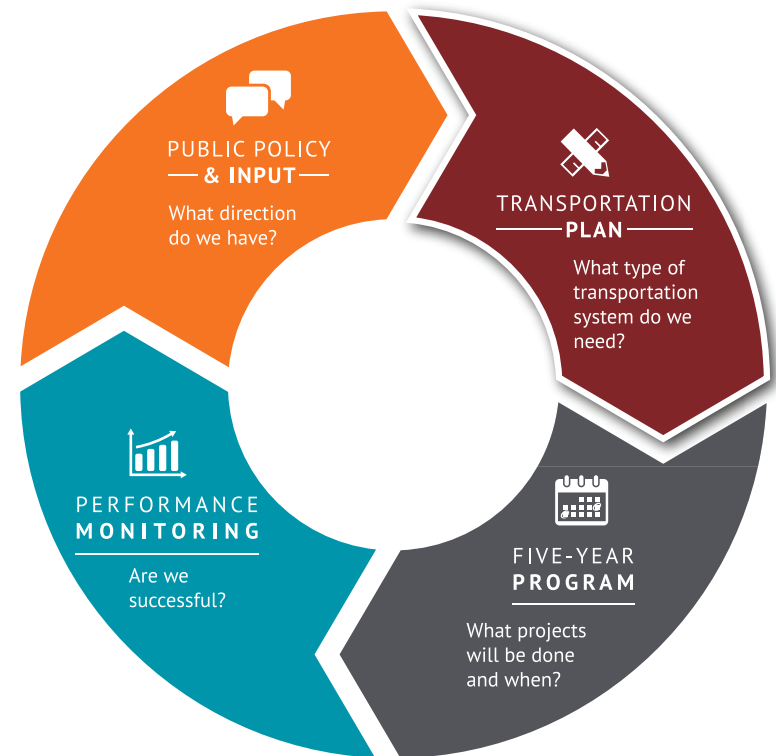 PUBLIC POLICY
& INPUT
What direction
do we have?
TRANSPORTATION
PLAN
What type of
transportation
system do we
need?
FIVE-YEAR
PROGRAM
What projects
will be done
and when?
PERFORMANCE
MONITORING
Are we
successful?